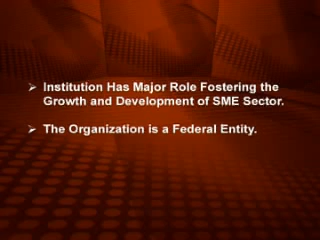 ➢ Institution Has Major Role Fostering the
Growth and Development of SME Sector.
➢ The Organization is a Federal Entity.